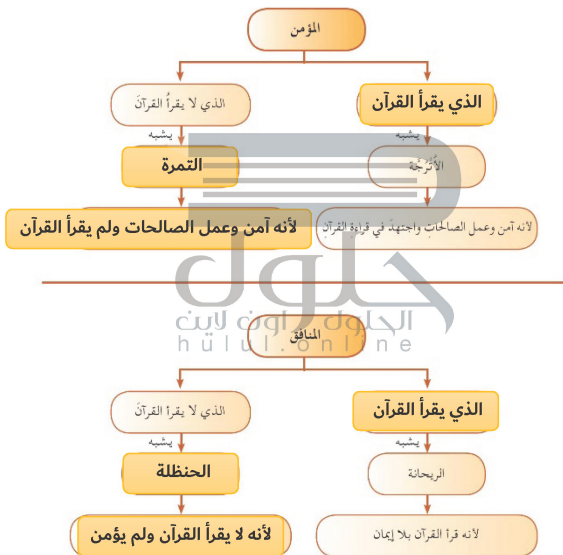 المؤمن
الذي يقرأ القرآن
الذي لا يقرأُ القرآنَ
يشبه
يشبه
الأُتْرُجَّة
التمرة
لأنه آمن وعمل الصالحاتِ واجتهدَ في قراءةِ القرآنِ
لأنه آمن وعمل الصالحات ولم يقرأ القرآن
حلول
الحلول اون لاين
hulul.online
المنافق
الذي يقرأ القرآن
الذي لا يقرأ القرآنَ
يشبه
يشبه
الريحانة
الحنظلة
لأنه قرأ القرآن بلا إيمان
لأنه لا يقرأ القرآن ولم يؤمن